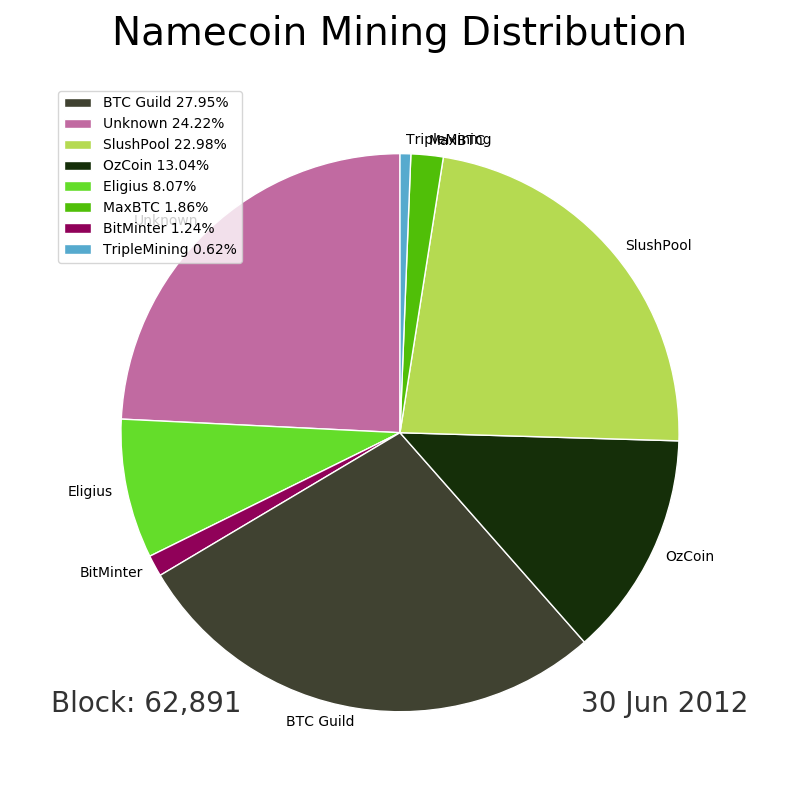 Namecoin Mining Distribution
BTC Guild 27.95%
Unknown 24.22%
SlushPool 22.98%
OzCoin 13.04%
Eligius 8.07%
MaxBTC 1.86%
BitMinter 1.24%
TripleMining 0.62%
TripleMining
MaxBTC
Unknown
SlushPool
Eligius
OzCoin
BitMinter
BTC Guild
Block: 62,891
30 Jun 2012